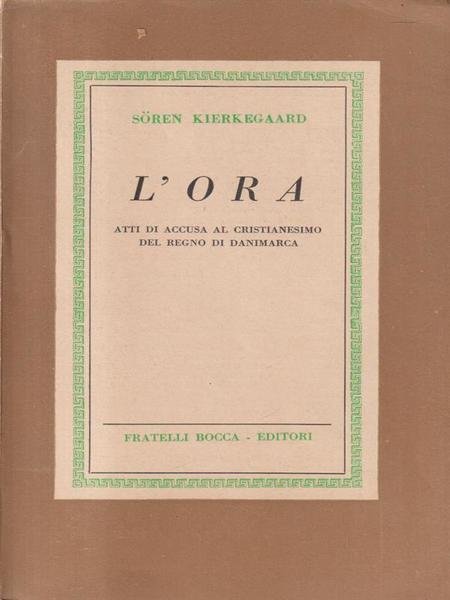 SÖREN KIERKEGAARD
L'ORA
ATTI DI ACCUSA AL CRISTIANESIMO
DEL REGNO DI DANIMARCA
FRATELLI BOCCA - EDITORI